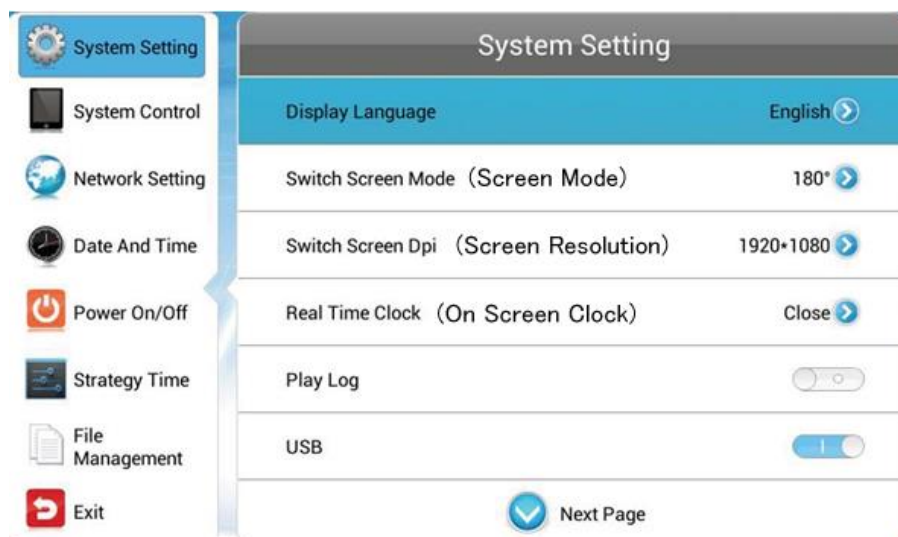 System Setting
System Control
Network Setting
Date And Time
Power On/Off
Strategy Time
File
Management
Exit
System Setting
Display Language English
Switch Screen Mode (Screen Mode) 180°
Switch Screen Dpi (Screen Resolution) 1920*1080
Real Time Clock (On Screen Clock) Close
Play Log
USB
Next Page